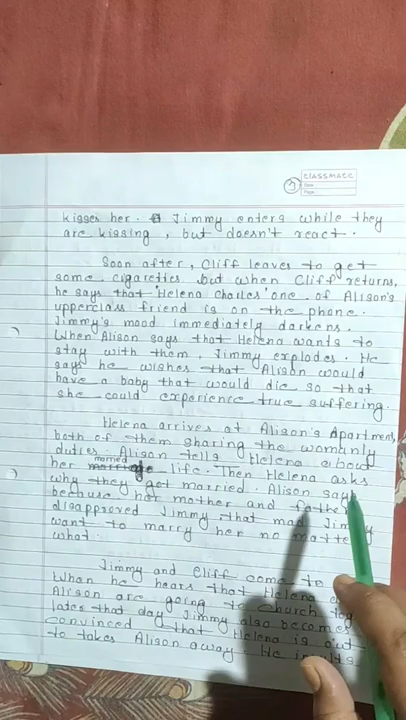 CLASSMATE
Date
Page
3
kisses her. Jimmy enters while they
are kissing, but doesn't react.
Soon after, Cliff leaves to get
some cigarettes but when Cliff returns,
he says that Helena charles one of Alison's
upperclass friend is on the phone.
Jimmy's mood immediately darkens.
When Alison says that Helena wants to
stay with them, Jimmy explodes. He
says he wishes that Alison would
have a baby that would die so that
she could experience true suffering.
Helena arrives at Alison's Apartment
both of them sharing the womanly
duties. Alison tells Helena about
her married life. Then Helena asks
why they got married. Alison says
because her mother and father
disapproved Jimmy that mad Jimmy
want to marry her no matter
what.
Jimmy and Cliff come to
When he hears that Helena
Alison are going to church
later that day Jimmy also becomes
convinced that Helena is out
to takes Alison away. He